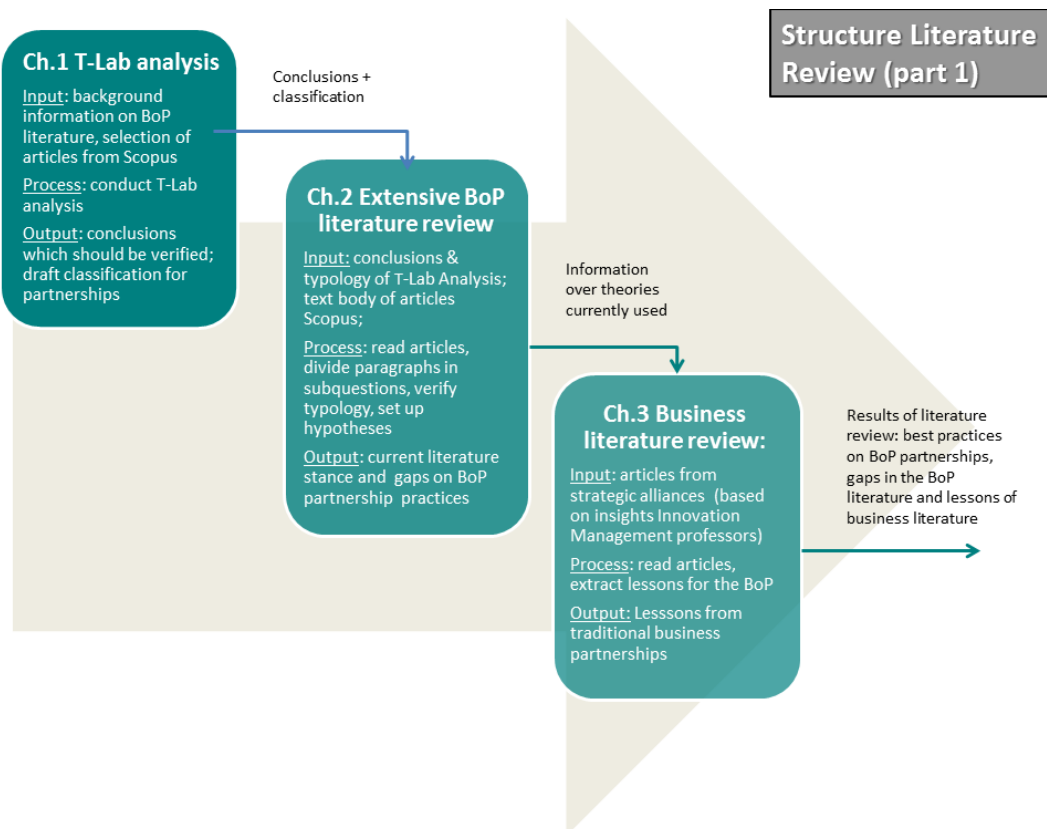 Structure Literature
Review (part 1)
Ch.1 T-Lab analysis
Input: background
information on BoP
literature, selection of
articles from Scopus
Process: conduct T-Lab
analysis
Output: conclusions
which should be verified;
draft classification for
partnerships
Conclusions +
classification
Ch.2 Extensive BoP
literature review
Input: conclusions &
typology of T-Lab Analysis;
text body of articles
Scopus;
Process: read articles,
divide paragraphs in
subquestions, verify
typology, set up
hypotheses
Output: current literature
stance and gaps on BoP
partnership practices
Information
over theories
currently used
Ch.3 Business
literature review:
Input: articles from
strategic alliances (based
on insights Innovation
Management professors)
Process: read articles,
extract lessons for the BoP
Output: Lesssons from
traditional business
partnerships
Results of literature
review: best practices
on BoP partnerships,
gaps in the BoP
literature and lessons of
business literature